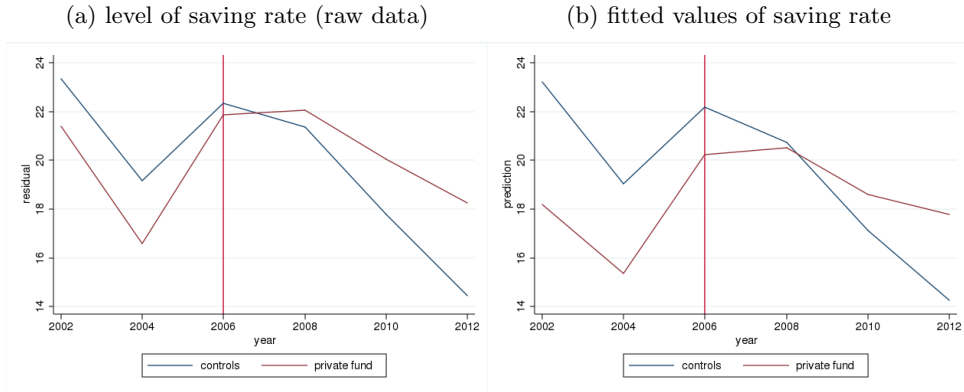 (a) level of saving rate (raw data)
residual
24
22
20
18
16
14
2002 2004 2006 2008 2010 2012
year
controls private fund
(b) fitted values of saving rate
prediction
24
22
20
18
16
14
2002 2004 2006 2008 2010 2012
year
controls private fund